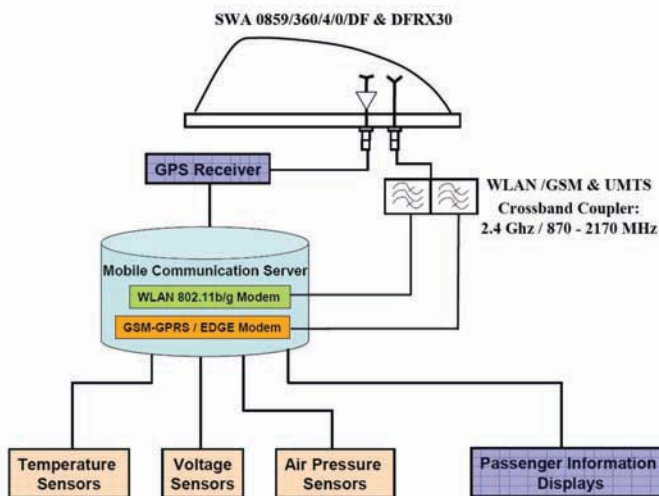 SWA 0859/360/4/0/DF & DFRX30
GPS Receiver
WLAN /GSM & UMTS
Crossband Coupler:
2.4 Ghz / 870 - 2170 MHz
Mobile Communication Server
WLAN 802.11b/g Modem
GSM-GPRS / EDGE Modem
Temperature
Sensors
Voltage
Sensors
Air Pressure
Sensors
Passenger Information
Displays